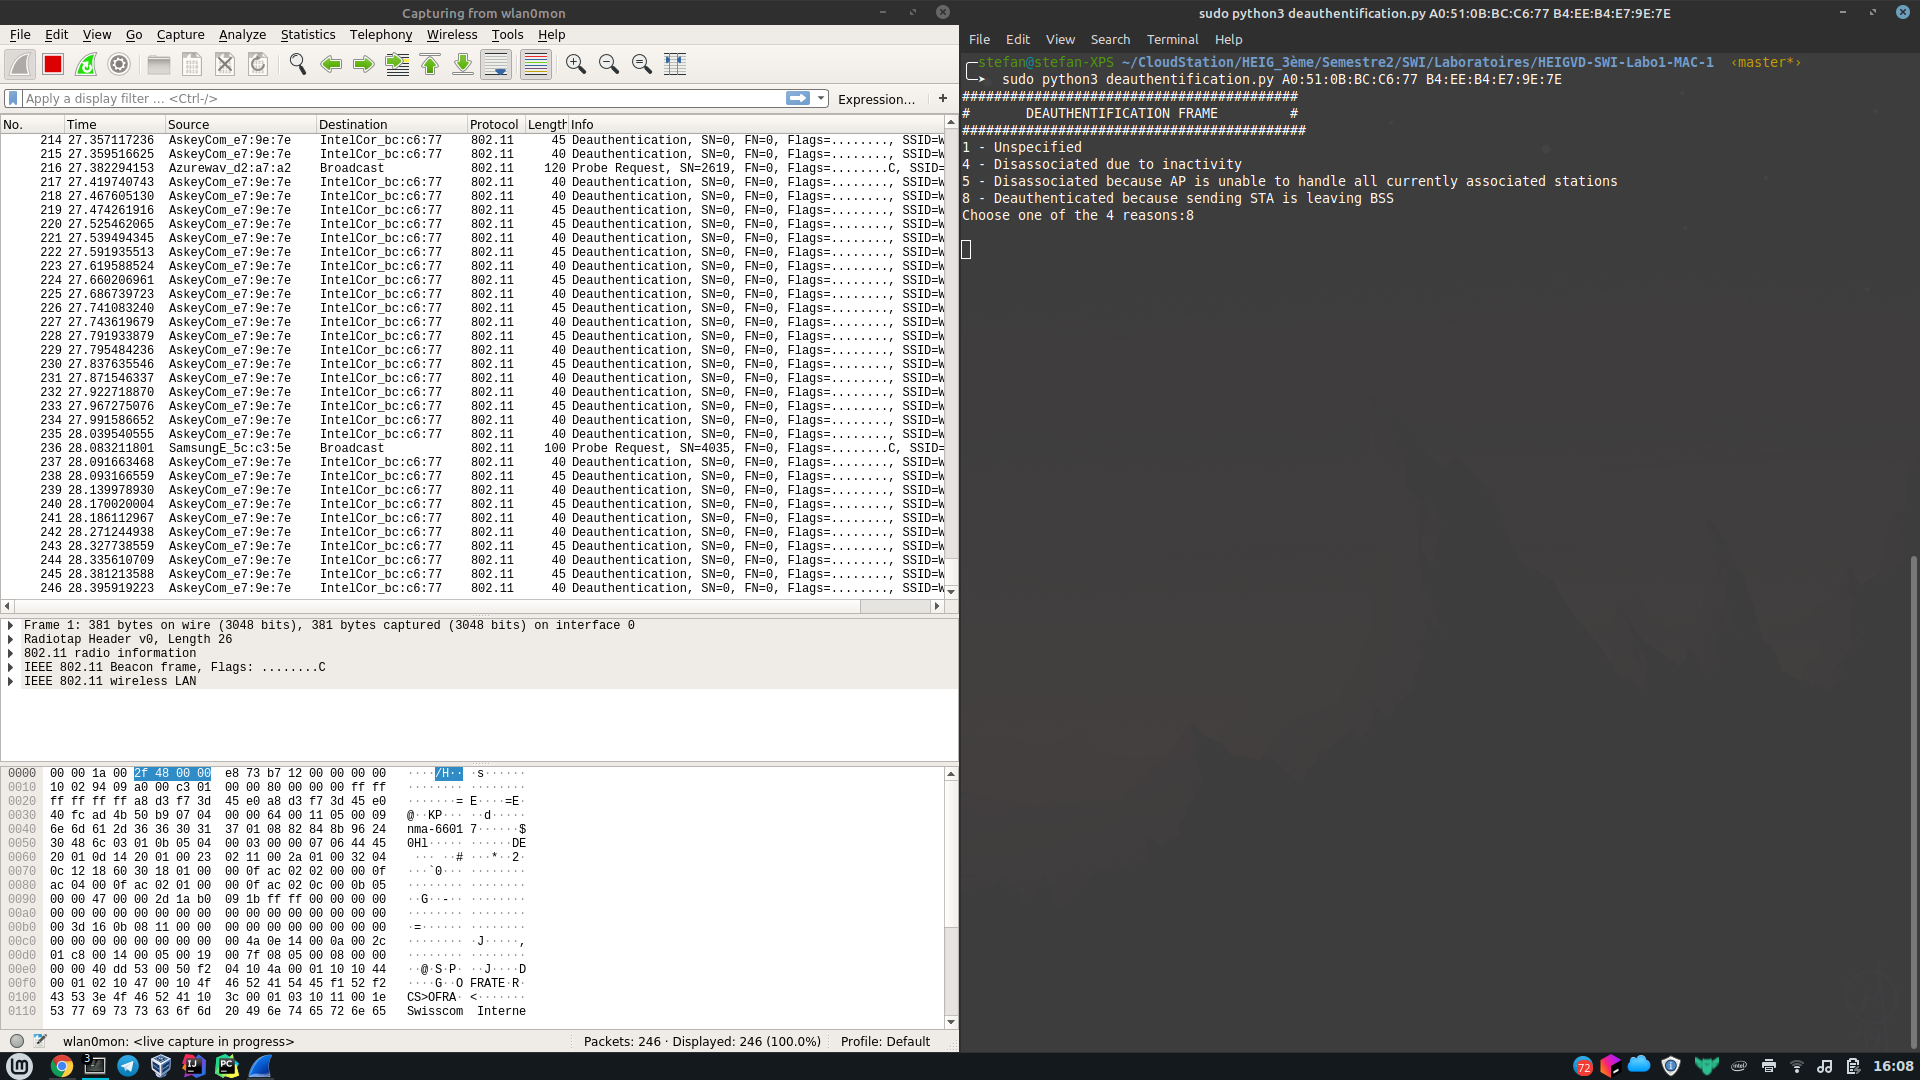 Capturing from wlan0mon
File Edit View Go Capture Analyze Statistics Telephony Wireless Tools Help
Apply a display filter ... <Ctrl-/>
Expression... +
No. Time Source Destination Protocol Length Info
214 27.357117236 AskeyCom_e7:9e:7e IntelCor_bc:c6:77 802.11 45 Deauthentication, SN=0, FN=0, Flags=........, SSID=W
215 27.359516625 AskeyCom_e7:9e:7e IntelCor_bc:c6:77 802.11 40 Deauthentication, SN=0, FN=0, Flags=........, SSID=W
216 27.382294153 Azurewav_d2:a7:a2 Broadcast 802.11 120 Probe Request, SN=2619, FN=0, Flags=........C, SSID=
217 27.419740743 AskeyCom_e7:9e:7e IntelCor_bc:c6:77 802.11 40 Deauthentication, SN=0, FN=0, Flags=........, SSID=W
218 27.467605130 AskeyCom_e7:9e:7e IntelCor_bc:c6:77 802.11 45 Deauthentication, SN=0, FN=0, Flags=........, SSID=W
219 27.474261916 AskeyCom_e7:9e:7e IntelCor_bc:c6:77 802.11 40 Deauthentication, SN=0, FN=0, Flags=........, SSID=W
220 27.525462065 AskeyCom_e7:9e:7e IntelCor_bc:c6:77 802.11 45 Deauthentication, SN=0, FN=0, Flags=........, SSID=W
221 27.539494345 AskeyCom_e7:9e:7e IntelCor_bc:c6:77 802.11 40 Deauthentication, SN=0, FN=0, Flags=........, SSID=W
222 27.591935513 AskeyCom_e7:9e:7e IntelCor_bc:c6:77 802.11 45 Deauthentication, SN=0, FN=0, Flags=........, SSID=W
223 27.619588524 AskeyCom_e7:9e:7e IntelCor_bc:c6:77 802.11 40 Deauthentication, SN=0, FN=0, Flags=........, SSID=W
224 27.660206961 AskeyCom_e7:9e:7e IntelCor_bc:c6:77 802.11 45 Deauthentication, SN=0, FN=0, Flags=........, SSID=W
225 27.686739723 AskeyCom_e7:9e:7e IntelCor_bc:c6:77 802.11 40 Deauthentication, SN=0, FN=0, Flags=........, SSID=W
226 27.741083240 AskeyCom_e7:9e:7e IntelCor_bc:c6:77 802.11 45 Deauthentication, SN=0, FN=0, Flags=........, SSID=W
227 27.743619679 AskeyCom_e7:9e:7e IntelCor_bc:c6:77 802.11 40 Deauthentication, SN=0, FN=0, Flags=........, SSID=W
228 27.791933879 AskeyCom_e7:9e:7e IntelCor_bc:c6:77 802.11 45 Deauthentication, SN=0, FN=0, Flags=........, SSID=W
229 27.795484236 AskeyCom_e7:9e:7e IntelCor_bc:c6:77 802.11 40 Deauthentication, SN=0, FN=0, Flags=........, SSID=W
230 27.837635546 AskeyCom_e7:9e:7e IntelCor_bc:c6:77 802.11 45 Deauthentication, SN=0, FN=0, Flags=........, SSID=W
231 27.871546337 AskeyCom_e7:9e:7e IntelCor_bc:c6:77 802.11 40 Deauthentication, SN=0, FN=0, Flags=........, SSID=W
232 27.922718870 AskeyCom_e7:9e:7e IntelCor_bc:c6:77 802.11 40 Deauthentication, SN=0, FN=0, Flags=........, SSID=W
233 27.967275076 AskeyCom_e7:9e:7e IntelCor_bc:c6:77 802.11 45 Deauthentication, SN=0, FN=0, Flags=........, SSID=W
234 27.991586652 AskeyCom_e7:9e:7e IntelCor_bc:c6:77 802.11 40 Deauthentication, SN=0, FN=0, Flags=........, SSID=W
235 28.039540555 AskeyCom_e7:9e:7e IntelCor_bc:c6:77 802.11 40 Deauthentication, SN=0, FN=0, Flags=........, SSID=W
236 28.083211801 SamsungE_5c:c3:5e Broadcast 802.11 100 Probe Request, SN=4035, FN=0, Flags=........C, SSID=
237 28.091663468 AskeyCom_e7:9e:7e IntelCor_bc:c6:77 802.11 40 Deauthentication, SN=0, FN=0, Flags=........, SSID=W
238 28.093166559 AskeyCom_e7:9e:7e IntelCor_bc:c6:77 802.11 45 Deauthentication, SN=0, FN=0, Flags=........, SSID=W
239 28.139978930 AskeyCom_e7:9e:7e IntelCor_bc:c6:77 802.11 40 Deauthentication, SN=0, FN=0, Flags=........, SSID=W
240 28.170020004 AskeyCom_e7:9e:7e IntelCor_bc:c6:77 802.11 45 Deauthentication, SN=0, FN=0, Flags=........, SSID=W
241 28.186112967 AskeyCom_e7:9e:7e IntelCor_bc:c6:77 802.11 40 Deauthentication, SN=0, FN=0, Flags=........, SSID=W
242 28.271244938 AskeyCom_e7:9e:7e IntelCor_bc:c6:77 802.11 40 Deauthentication, SN=0, FN=0, Flags=........, SSID=W
243 28.327738559 AskeyCom_e7:9e:7e IntelCor_bc:c6:77 802.11 45 Deauthentication, SN=0, FN=0, Flags=........, SSID=W
244 28.335610709 AskeyCom_e7:9e:7e IntelCor_bc:c6:77 802.11 40 Deauthentication, SN=0, FN=0, Flags=........, SSID=W
245 28.381213588 AskeyCom_e7:9e:7e IntelCor_bc:c6:77 802.11 45 Deauthentication, SN=0, FN=0, Flags=........, SSID=W
246 28.395919223 AskeyCom_e7:9e:7e IntelCor_bc:c6:77 802.11 40 Deauthentication, SN=0, FN=0, Flags=........, SSID=W
Frame 1: 381 bytes on wire (3048 bits), 381 bytes captured (3048 bits) on interface 0
Radiotap Header v0, Length 26
802.11 radio information
IEEE 802.11 Beacon frame, Flags: ........C
IEEE 802.11 wireless LAN
0000 00 00 1a 00 2f 48 00 00 e8 73 b7 12 00 00 00 00 ····/H·· ·s······
0010 10 02 94 09 a0 00 c3 01 00 00 80 00 00 00 ff ff ········ ········
0020 ff ff ff ff a8 d3 f7 3d 45 e0 a8 d3 f7 3d 45 e0 ·······= E····=E·
0030 40 fc ad 4b 50 b9 07 04 00 00 64 00 11 05 00 09 @··KP··· ··d·····
0040 6e 6d 61 2d 36 36 30 31 37 01 08 82 84 8b 96 24 nma-6601 7······$
0050 30 48 6c 03 01 0b 05 04 00 03 00 00 07 06 44 45 0Hl····· ······DE
0060 20 01 0d 14 20 01 00 23 02 11 00 2a 01 00 32 04  ··· ··# ···*··2·
0070 0c 12 18 60 30 18 01 00 00 0f ac 02 02 00 00 0f ···`0··· ········
0080 ac 04 00 0f ac 02 01 00 00 0f ac 02 0c 00 0b 05 ········ ········
0090 00 00 47 00 00 2d 1a b0 09 1b ff ff 00 00 00 00 ··G··-·· ········
00a0 00 00 00 00 00 00 00 00 00 00 00 00 00 00 00 00 ········ ········
00b0 00 3d 16 0b 08 11 00 00 00 00 00 00 00 00 00 00 ·=······ ········
00c0 00 00 00 00 00 00 00 00 00 4a 0e 14 00 0a 00 2c ········ ·J·····,
00d0 01 c8 00 14 00 05 00 19 00 7f 08 05 00 08 00 00 ········ ········
00e0 00 00 40 dd 53 00 50 f2 04 10 4a 00 01 10 10 44 ··@·S·P· ··J····D
00f0 00 01 02 10 47 00 10 4f 46 52 41 54 45 f1 52 f2 ····G··O FRATE·R·
0100 43 53 3e 4f 46 52 41 10 3c 00 01 03 10 11 00 1e CS>OFRA· <·······
0110 53 77 69 73 73 63 6f 6d 20 49 6e 74 65 72 6e 65 Swisscom  Interne
wlan0mon: <live capture in progress>
Packets: 246 · Displayed: 246 (100.0%)
Profile: Default
sudo python3 deauthentification.py A0:51:0B:BC:C6:77 B4:EE:B4:E7:9E:7E
File Edit View Search Terminal Help
╭─stefan@stefan-XPS ~/CloudStation/HEIG_3ème/Semestre2/SWI/Laboratoires/HEIGVD-SWI-Labo1-MAC-1 ‹master*›
╰─➤ sudo python3 deauthentification.py A0:51:0B:BC:C6:77 B4:EE:B4:E7:9E:7E
##########################################
# DEAUTHENTIFICATION FRAME #
###########################################
1 - Unspecified
4 - Disassociated due to inactivity
5 - Disassociated because AP is unable to handle all currently associated stations
8 - Deauthenticated because sending STA is leaving BSS
Choose one of the 4 reasons:8
3
IJ
PC
72
16:08